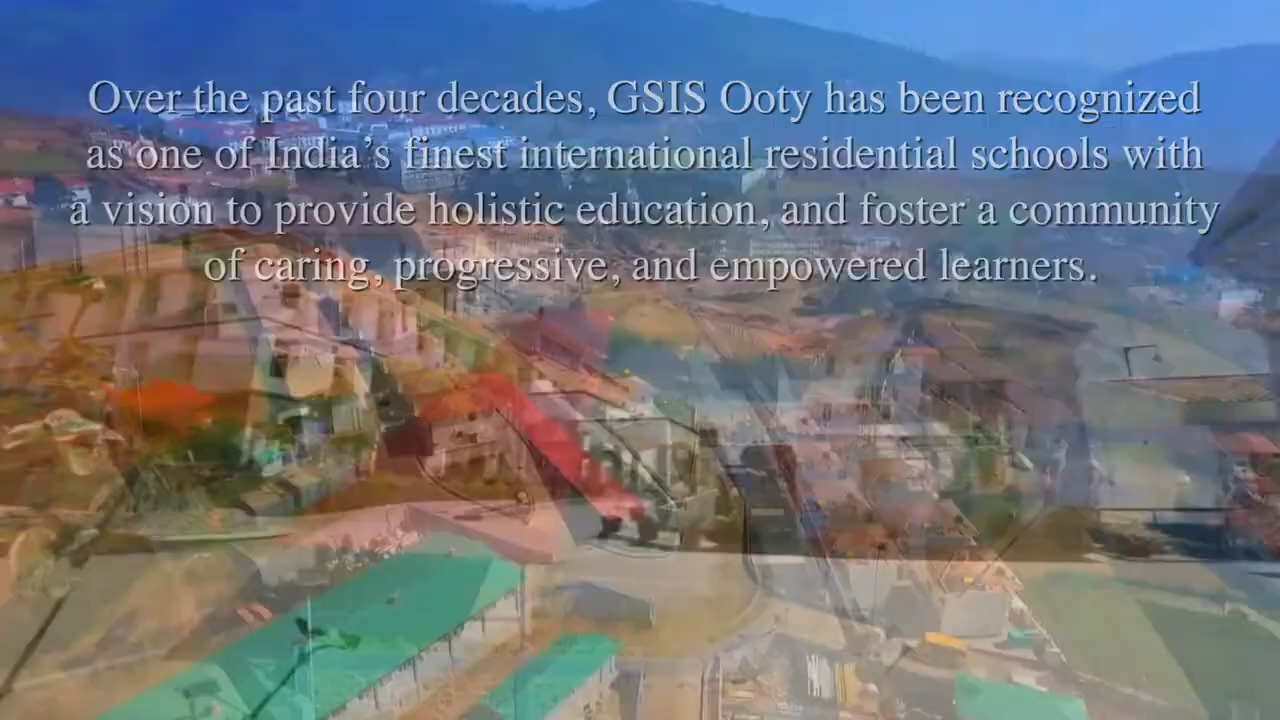 Over the past four decades, GSIS Ooty has been recognized
as one of India’s finest international residential schools with
a vision to provide holistic education, and foster a community
of caring, progressive, and empowered learners.